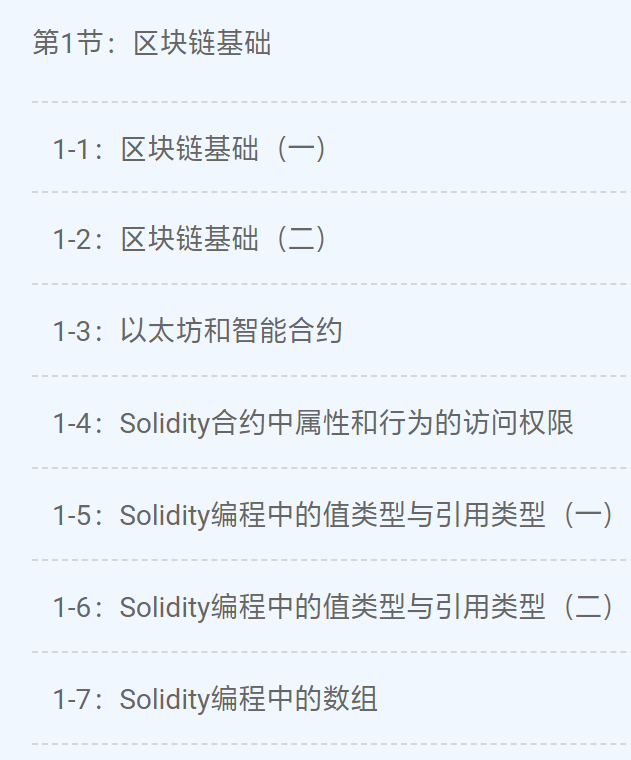 第1节：区块链基础
1-1：区块链基础（一）
1-2：区块链基础（二）
1-3：以太坊和智能合约
1-4：Solidity合约中属性和行为的访问权限
1-5：Solidity编程中的值类型与引用类型（一）
1-6：Solidity编程中的值类型与引用类型（二）
1-7：Solidity编程中的数组